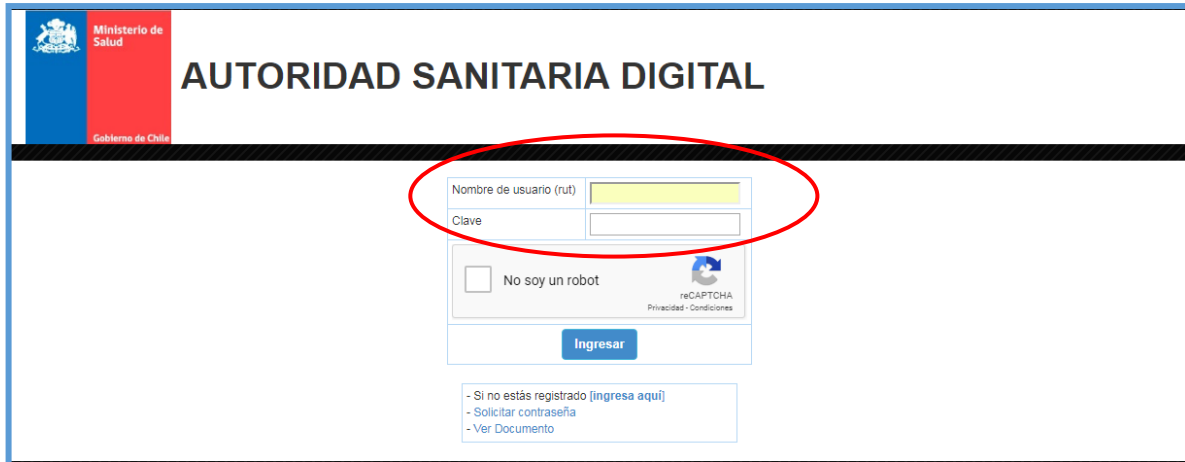 Ministerio de
Salud
Gobierno de Chile
AUTORIDAD SANITARIA DIGITAL
Nombre de usuario (rut)
Clave
No soy un robot
reCAPTCHA
Privacidad - Condiciones
Ingresar
- Si no estás registrado [ingresa aquí]
- Solicitar contraseña
- Ver Documento